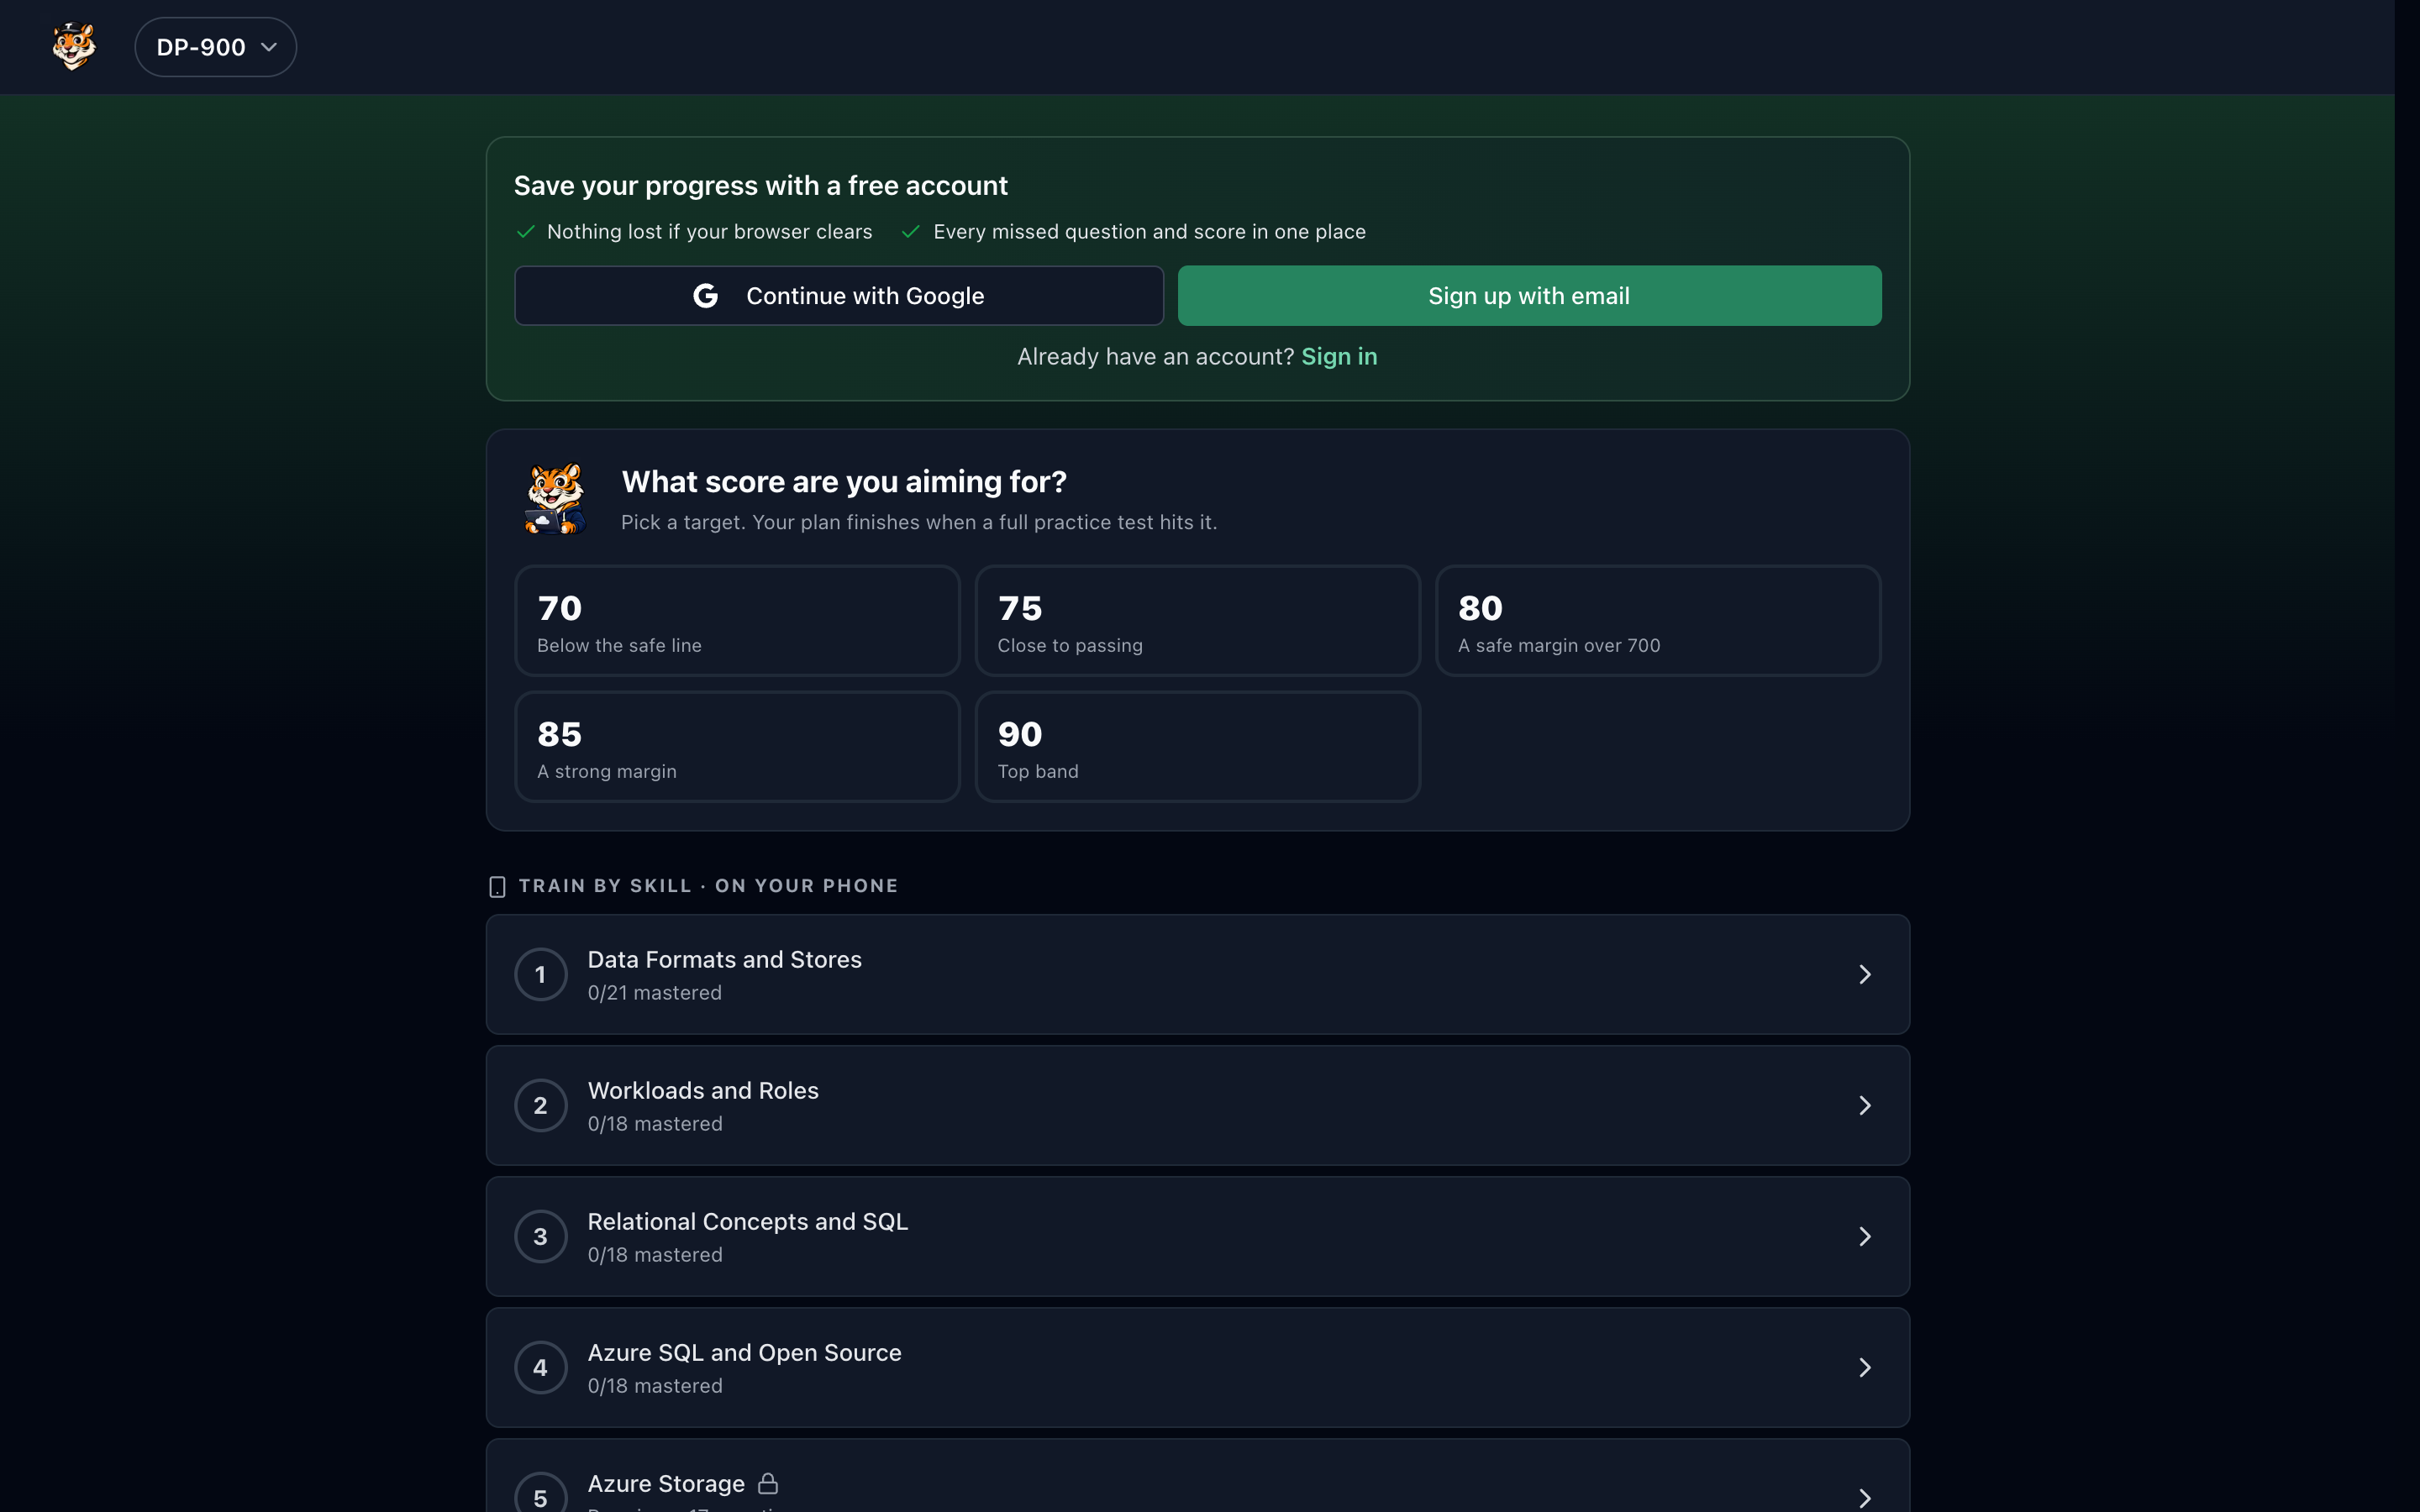 DP-900
Save your progress with a free account
Nothing lost if your browser clears Every missed question and score in one place
Continue with Google Sign up with email
Already have an account? Sign in
What score are you aiming for?
Pick a target. Your plan finishes when a full practice test hits it.
70 75 80
Below the safe line Close to passing A safe margin over 700
85 90
A strong margin Top band
TRAIN BY SKILL · ON YOUR PHONE
1 Data Formats and Stores
0/21 mastered
2 Workloads and Roles
0/18 mastered
3 Relational Concepts and SQL
0/18 mastered
4 Azure SQL and Open Source
0/18 mastered
5 Azure Storage